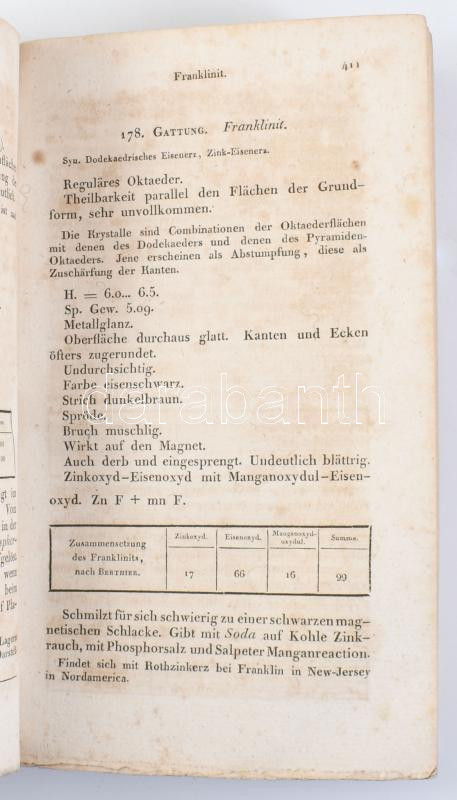 Franklinit.
411
178. Gattung. Franklinit.
Syn. Dodekaedrisches Eisenerz, Zink-Eisenerz.
Reguläres Oktaeder.
Theilbarkeit parallel den Flächen der Grund-
form, sehr unvollkommen.
Die Krystalle sind Combinationen der Oktaederflächen
mit denen des Dodekaeders und denen des Pyramiden-
Oktaeders. Jene erscheinen als Abstumpfung, diese als
Zuschärfung der Kanten.
H. = 6.0... 6.5.
Sp. Gew. 5.09.
Metallglanz.
Oberfläche durchaus glatt. Kanten und Ecken
öfters zugerundet.
Undurchsichtig.
Farbe eisenschwarz.
Strich dunkelbraun.
Spröde.
Bruch muschlig.
Wirkt auf den Magnet.
Auch derb und eingesprengt. Undeutlich blättrig.
Zinkoxyd-Eisenoxyd mit Manganoxydul-Eisen-
oxyd. Zn F + mn F.
Zusammensetzung
des Franklinits,
nach Berthier.
Zinkoxyd. Eisenoxyd. Manganoxyd-
oxydul. Summe.
17 66 16 99
Schmilzt für sich schwierig zu einer schwarzen mag-
netischen Schlacke. Gibt mit Soda auf Kohle Zink-
rauch, mit Phosphorsalz und Salpeter Manganreaction.
Findet sich mit Rothzinkerz bei Franklin in New-Jersey
in Nordamerica.
darabanth